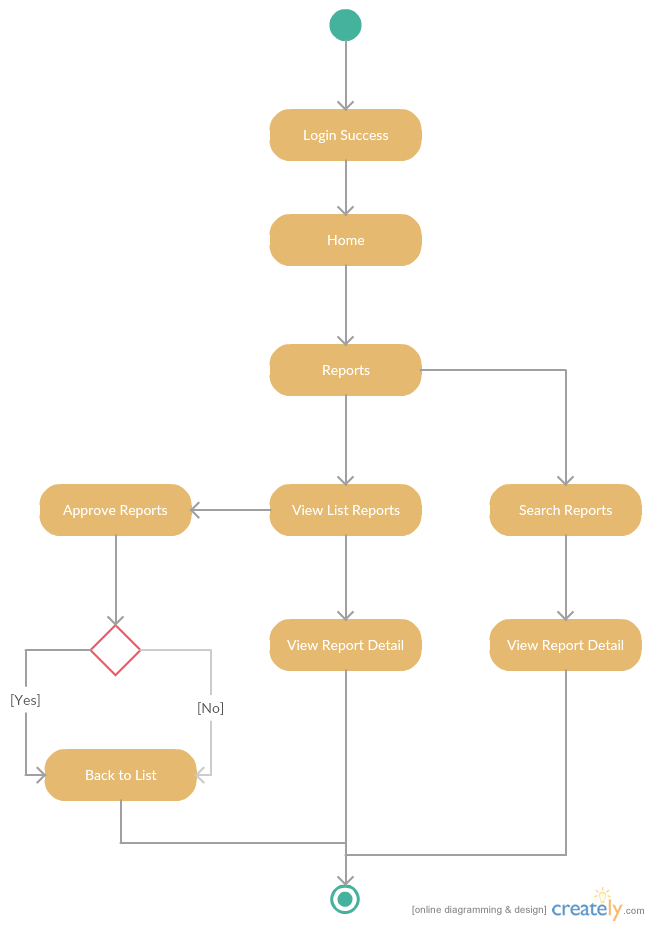 Login Success
Home
Reports
Approve Reports
View List Reports
Search Reports
View Report Detail
View Report Detail
[Yes]
[No]
Back to List
[online diagramming & design] creately.com